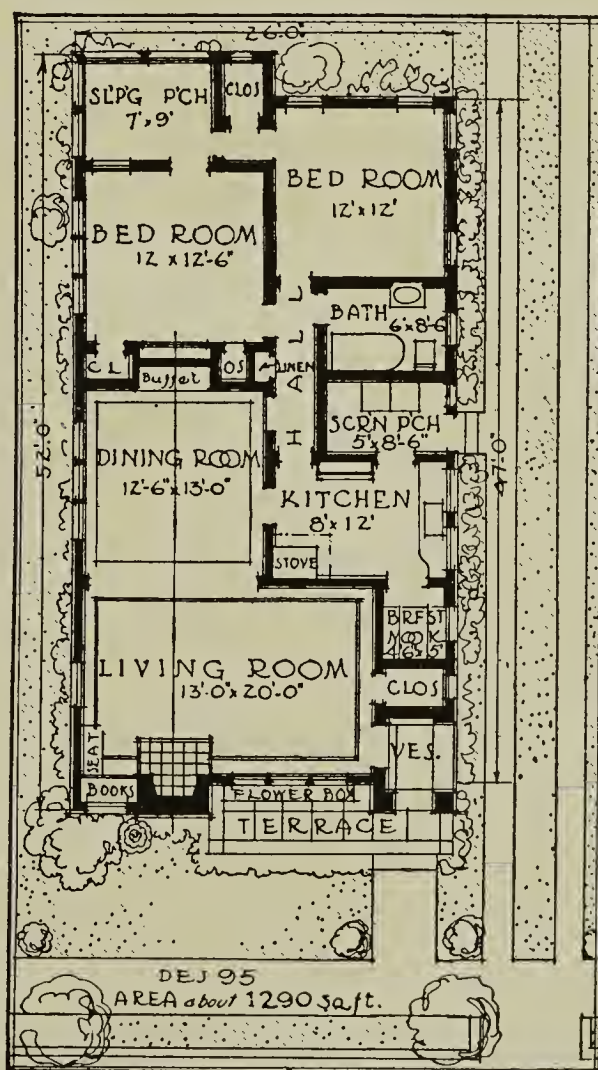 26'-0"
SL'P'G P'CH
7'x9'
CLOS
BED ROOM
12'x12'
BED ROOM
12 x 12'-6"
BATH
6'x8'-6
HALL
CL
Buffet
OS
LINEN
SCRN PCH
5'x8'-6"
52'-0"
47'-0"
DINING ROOM
12'-6"x13'-0"
KITCHEN
8'x12'
STOVE
LIVING ROOM
13'-0"x20'-0"
CLOS
SEAT
VES.
BOOKS
FLOWER BOX
TERRACE
DEJ 95
AREA about 1290 sq ft.